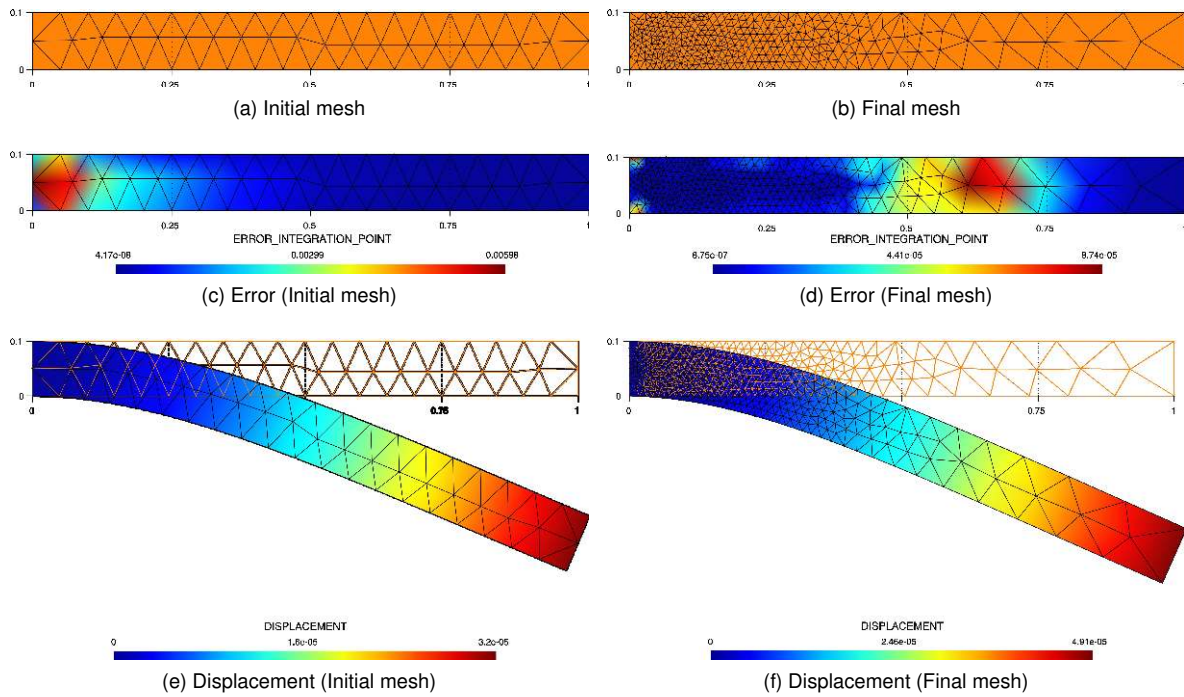 0.1
0
0 0.25 0.5 0.75 1
(a) Initial mesh
0.1
0
0 0.25 0.5 0.75 1
(b) Final mesh
0.1
0
0 0.25 0.5 0.75 1
ERROR_INTEGRATION_POINT
0.00299 0.00598
(c) Error (Initial mesh)
0.1
0
0 0.25 0.5 0.75 1
ERROR_INTEGRATION_POINT
6.75e-07 4.41e-05 8.74e-05
(d) Error (Final mesh)
0.1
0
0 0.75 1
DISPLACEMENT
0 1.6e-05 3.2e-05
(e) Displacement (Initial mesh)
0.1
0
0 0.75 1
DISPLACEMENT
0 2.46e-05 4.91e-05
(f) Displacement (Final mesh)